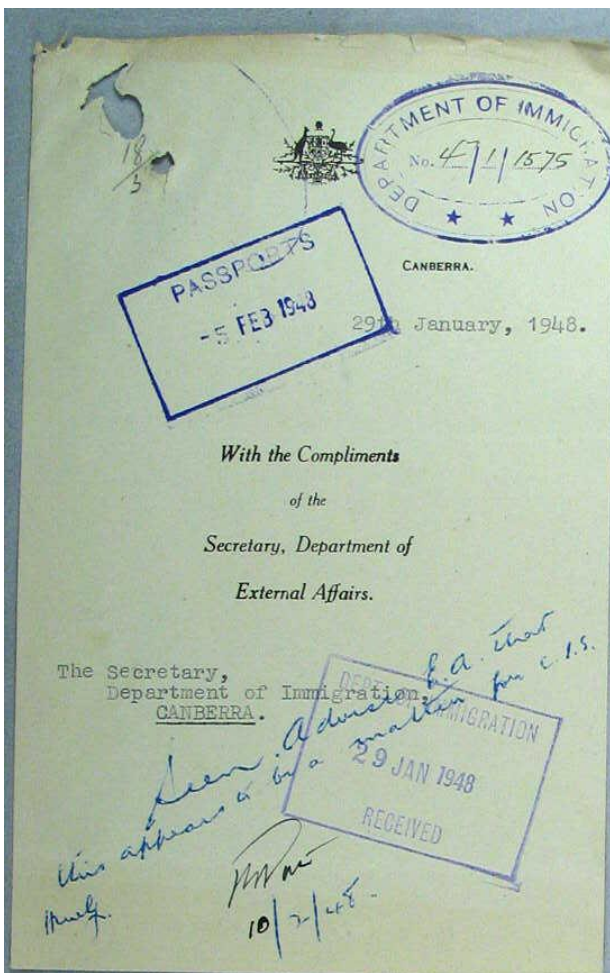 18/3
DEPARTMENT OF IMMIGRATION
No. 47/1/1575
CANBERRA.
PASSPORTS
-5 FEB 1948
29th January, 1948.
With the Compliments
of the
Secretary, Department of
External Affairs.
The Secretary,
Department of Immigration,
CANBERRA.
DEPT. OF IMMIGRATION
29 JAN 1948
RECEIVED
Seen. Advised E.A. that
this appears to be a matter for C.I.S.
10/2/48.